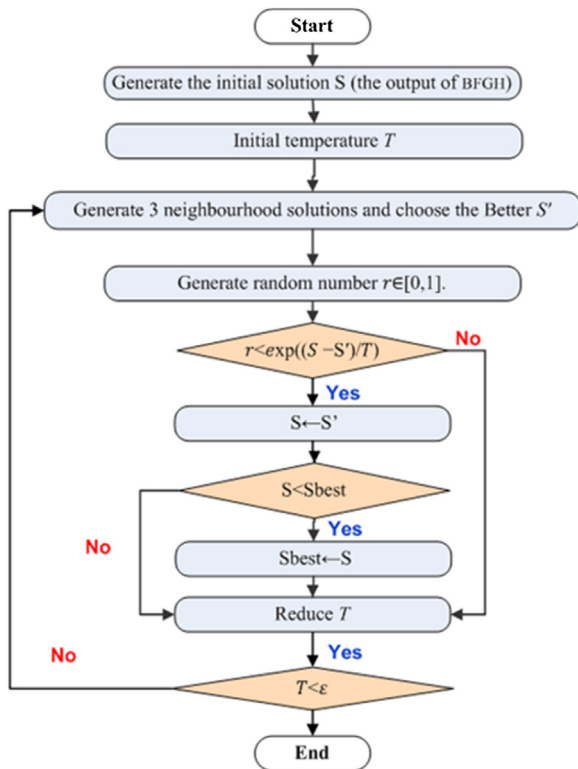 Start
Generate the initial solution S (the output of BFGH)
Initial temperature T
Generate 3 neighbourhood solutions and choose the Better S′
Generate random number r∈[0,1].
r<exp((S −S′)/T)
No
Yes
S←S’
S<Sbest
No
Yes
Sbest←S
Reduce T
No
Yes
T<ε
End